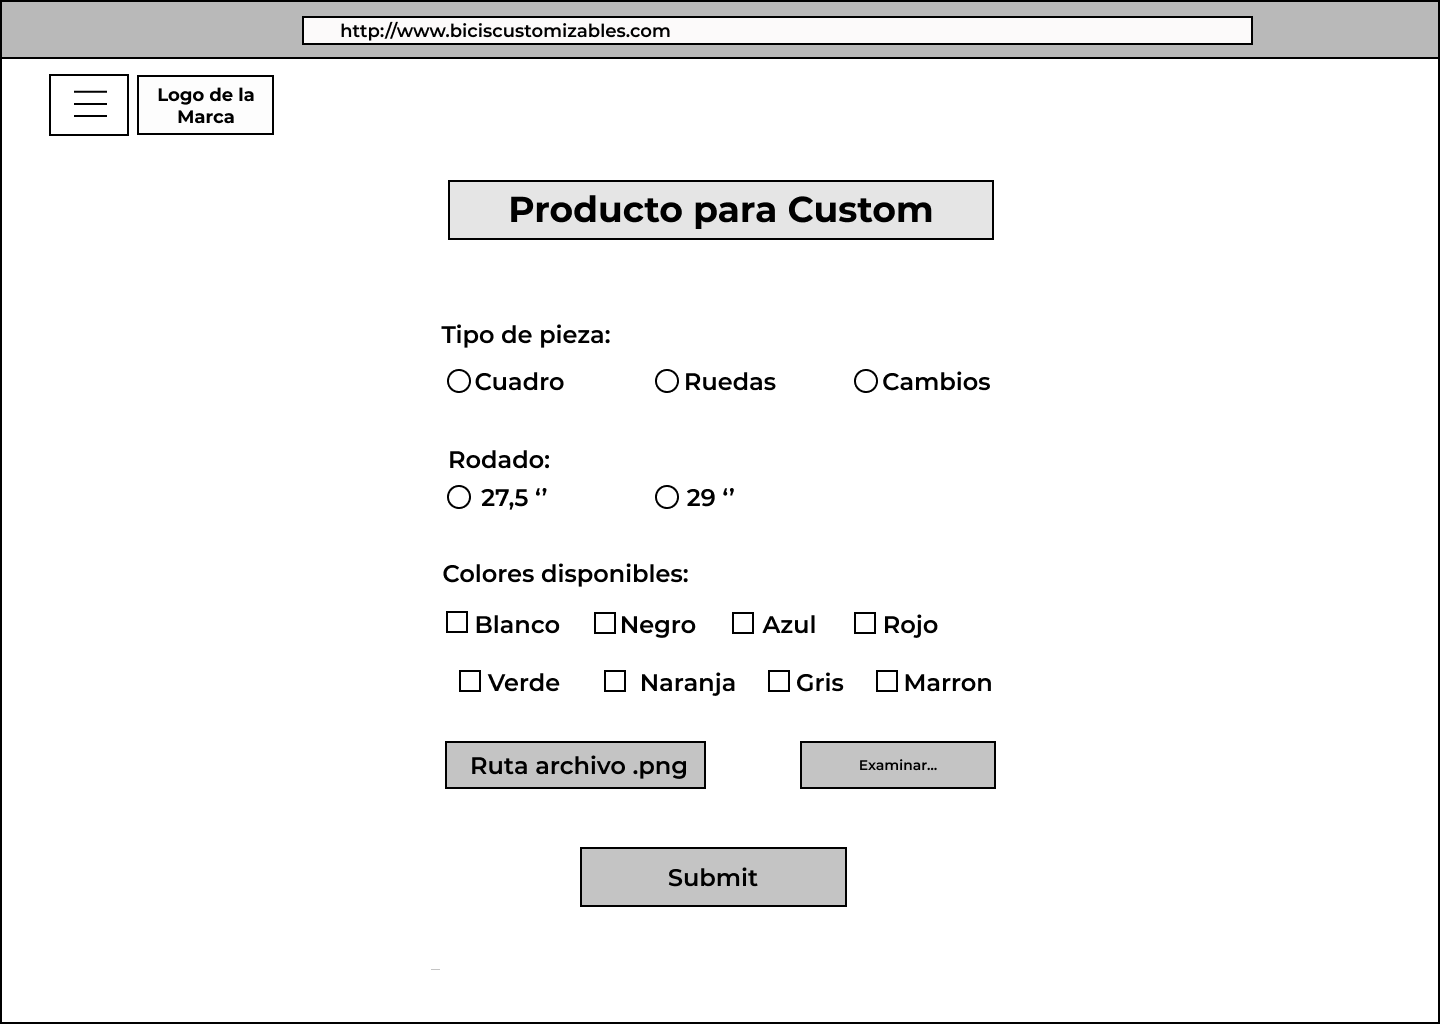 http://www.biciscustomizables.com
Logo de la
Marca
Producto para Custom
Tipo de pieza:
Cuadro Ruedas Cambios
Rodado:
27,5 ‘’ 29 ‘’
Colores disponibles:
Blanco Negro Azul Rojo
Verde Naranja Gris Marron
Ruta archivo .png Examinar...
Submit